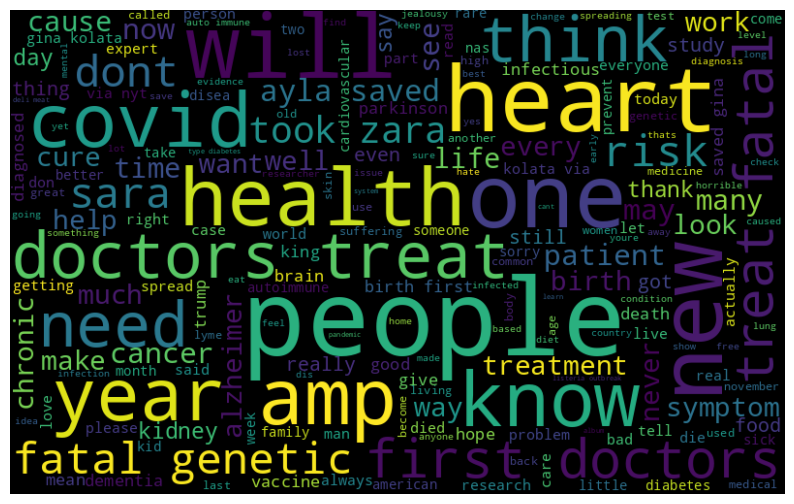 called auto immune jealousy spreading test change find rare
cause now person two say keep see work come
gina kolata expert lost read part nas study level long
day will think
via nyt evidence mental
thing dont disea save ayla saved infectious everyone high best diagnosis
deli meat yet old cardiovascular parkinson prevent today genetic
covid took zara heart
lot type diabetes another yes thats
cure time take wantwell even life every risk saved gina
diagnosed better researcher sure early kolata via check
don great issue hate medicine horrible
sara health one fatal
going skin use system cant thank many
something help right world suffering someone women youre away caused
case king still sorry common may let look
doctors treat patient
getting brain birth first infected birth got actually
much spread autoimmune eat body condition death lung
trump lyme feel home based age country live
chronic need people new treat
make cancer pandemic learn diet show free
month said really good made treatment never real november
infection dis living give
year amp know
idea love alzheimer way symptom
please kidney week family man become died hope problem tell die used food
kid anyone bad sick
fatal genetic first doctors
mean dementia last vaccine always american back research care little diabetes medical
listeria outbreak